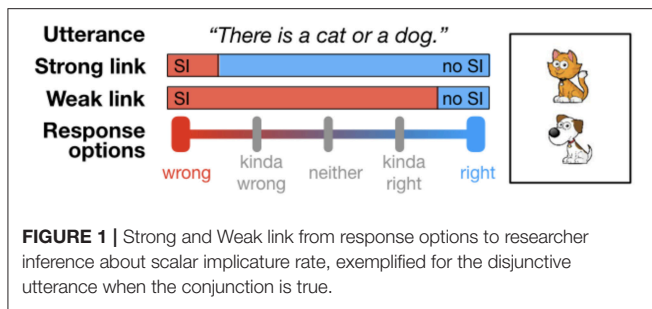 Utterance "There is a cat or a dog."
Strong link SI no SI
Weak link SI no SI
Response options
wrong kinda wrong neither kinda right right
FIGURE 1 | Strong and Weak link from response options to researcher
inference about scalar implicature rate, exemplified for the disjunctive
utterance when the conjunction is true.